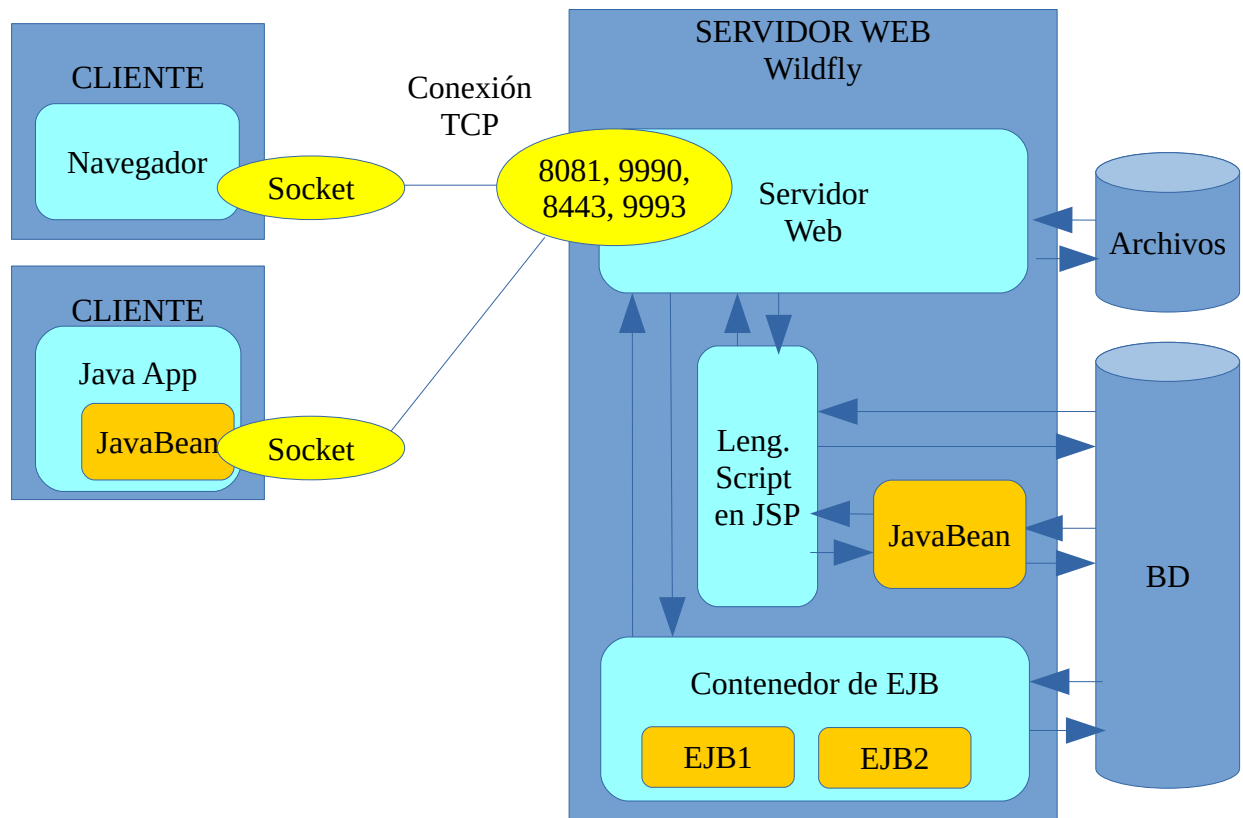 CLIENTE
Navegador
Socket
Conexión
TCP
CLIENTE
Java App
JavaBean
Socket
SERVIDOR WEB
Wildfly
8081, 9990,
8443, 9993
Servidor
Web
Archivos
Leng.
Script
en JSP
JavaBean
BD
Contenedor de EJB
EJB1
EJB2